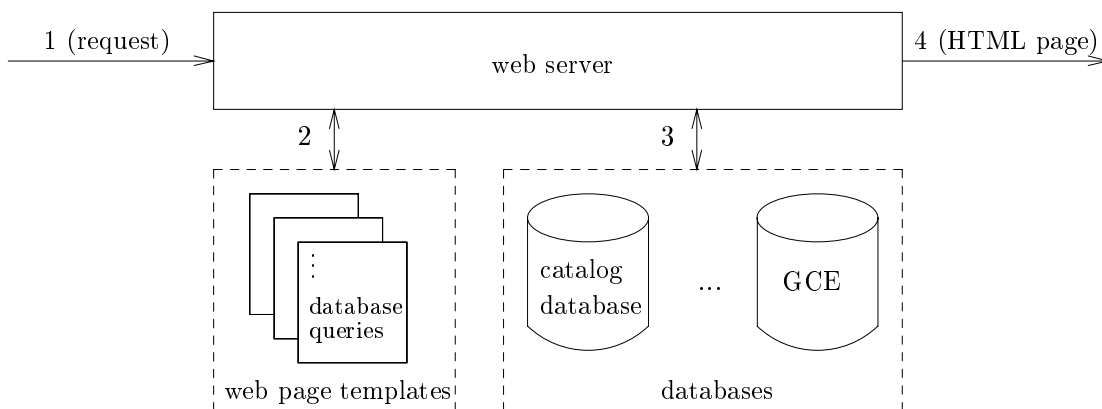 1 (request)
web server
4 (HTML page)
2
3
⋮
database
queries
web page templates
catalog
database
...
GCE
databases